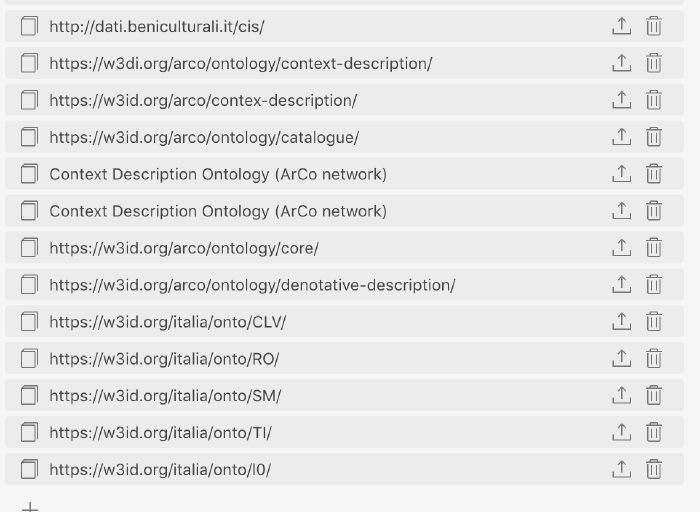 http://dati.beniculturali.it/cis/
https://w3di.org/arco/ontology/context-description/
https://w3id.org/arco/contex-description/
https://w3id.org/arco/ontology/catalogue/
Context Description Ontology (ArCo network)
Context Description Ontology (ArCo network)
https://w3id.org/arco/ontology/core/
https://w3id.org/arco/ontology/denotative-description/
https://w3id.org/italia/onto/CLV/
https://w3id.org/italia/onto/RO/
https://w3id.org/italia/onto/SM/
https://w3id.org/italia/onto/TI/
https://w3id.org/italia/onto/l0/